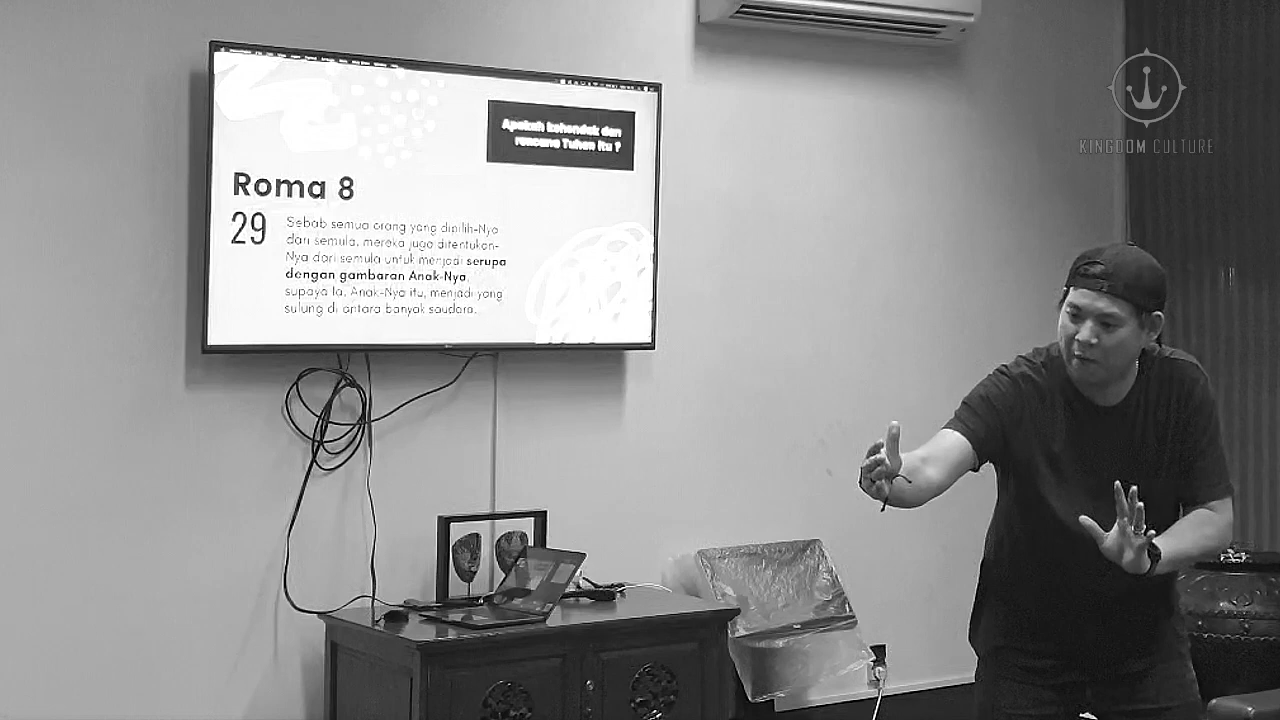 Apakah kehendak dan
rencana Tuhan itu ?
Roma 8
29
Sebab semua orang yang dipilih-Nya
dari semula, mereka juga ditentukan-
Nya dari semula untuk menjadi serupa
dengan gambaran Anak-Nya,
supaya Ia, Anak-Nya itu, menjadi yang
sulung di antara banyak saudara.
KINGDOM CULTURE